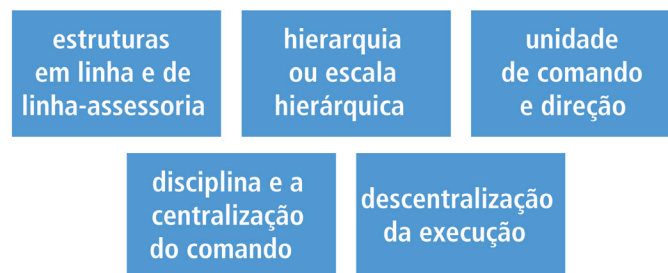 estruturas
em linha e de
linha-assessoria
hierarquia
ou escala
hierárquica
unidade
de comando
e direção
disciplina e a
centralização
do comando
descentralização
da execução